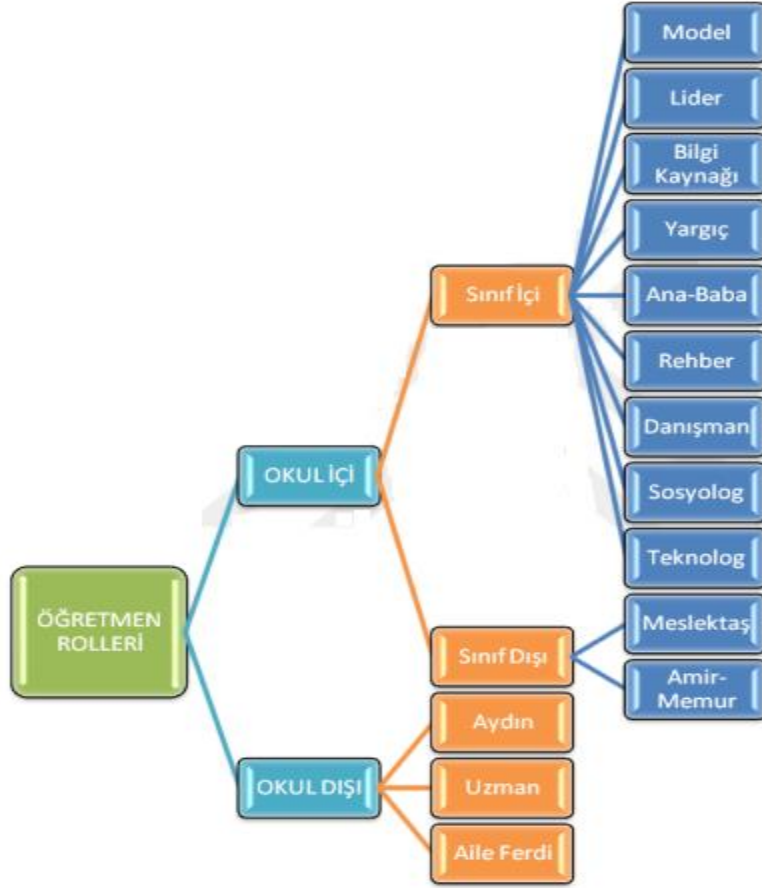 Model
Lider
Bilgi
Kaynağı
Yargıç
Sınıf İçi
Ana-Baba
Rehber
Danışman
OKUL İÇİ
Sosyolog
Teknolog
ÖĞRETMEN
ROLLERİ
Meslektaş
Sınıf Dışı
Amir-
Memur
Aydın
OKUL DIŞI
Uzman
Aile Ferdi